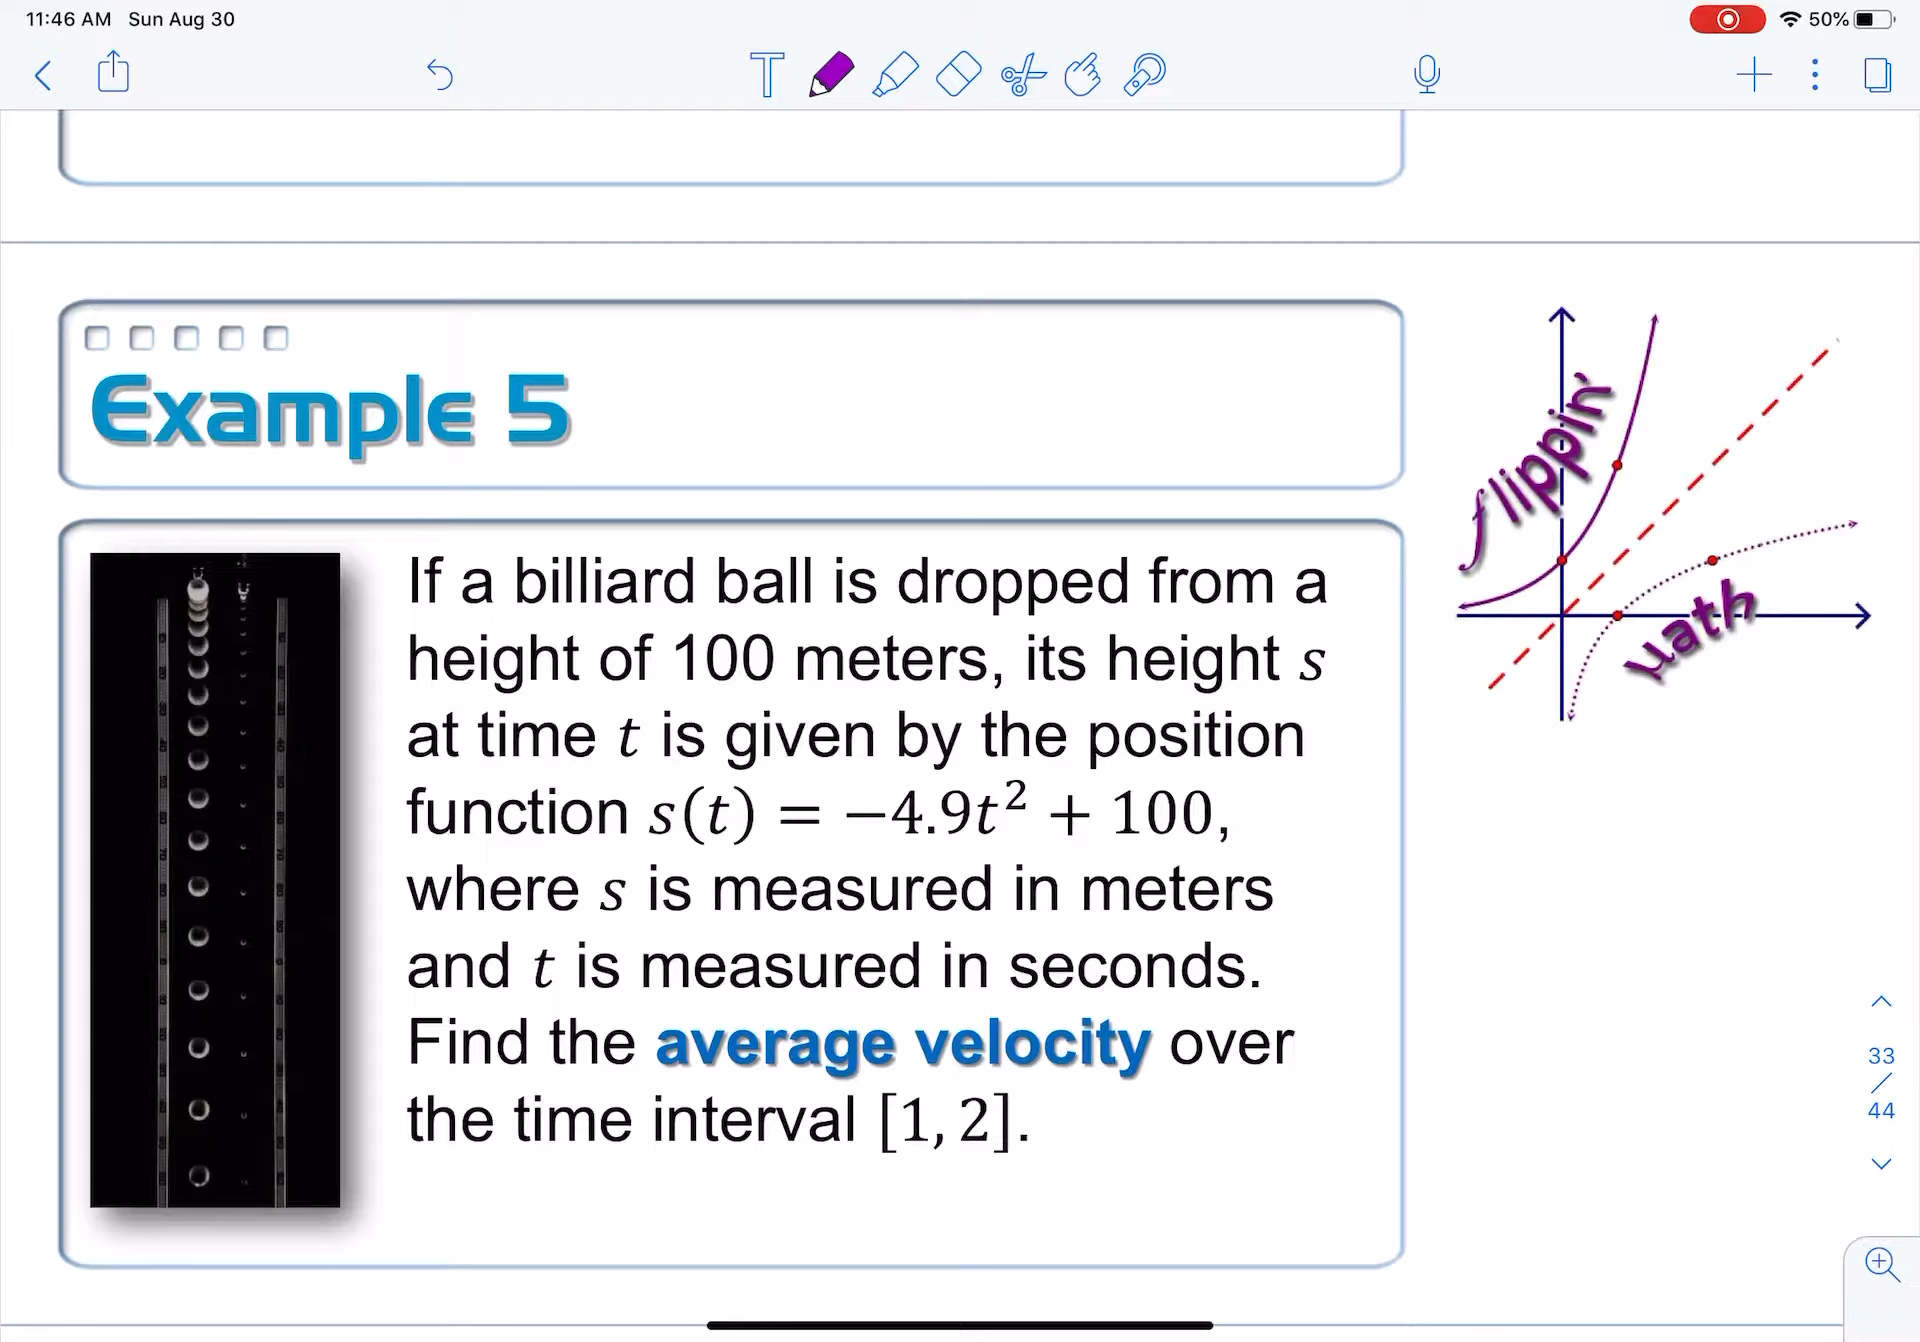 11:46 AM Sun Aug 30
50%
T
Example 5
If a billiard ball is dropped from a
height of 100 meters, its height s
at time t is given by the position
function s(t) = −4.9t² + 100,
where s is measured in meters
and t is measured in seconds.
Find the average velocity over
the time interval [1, 2].
flippin'
math
33
/
44